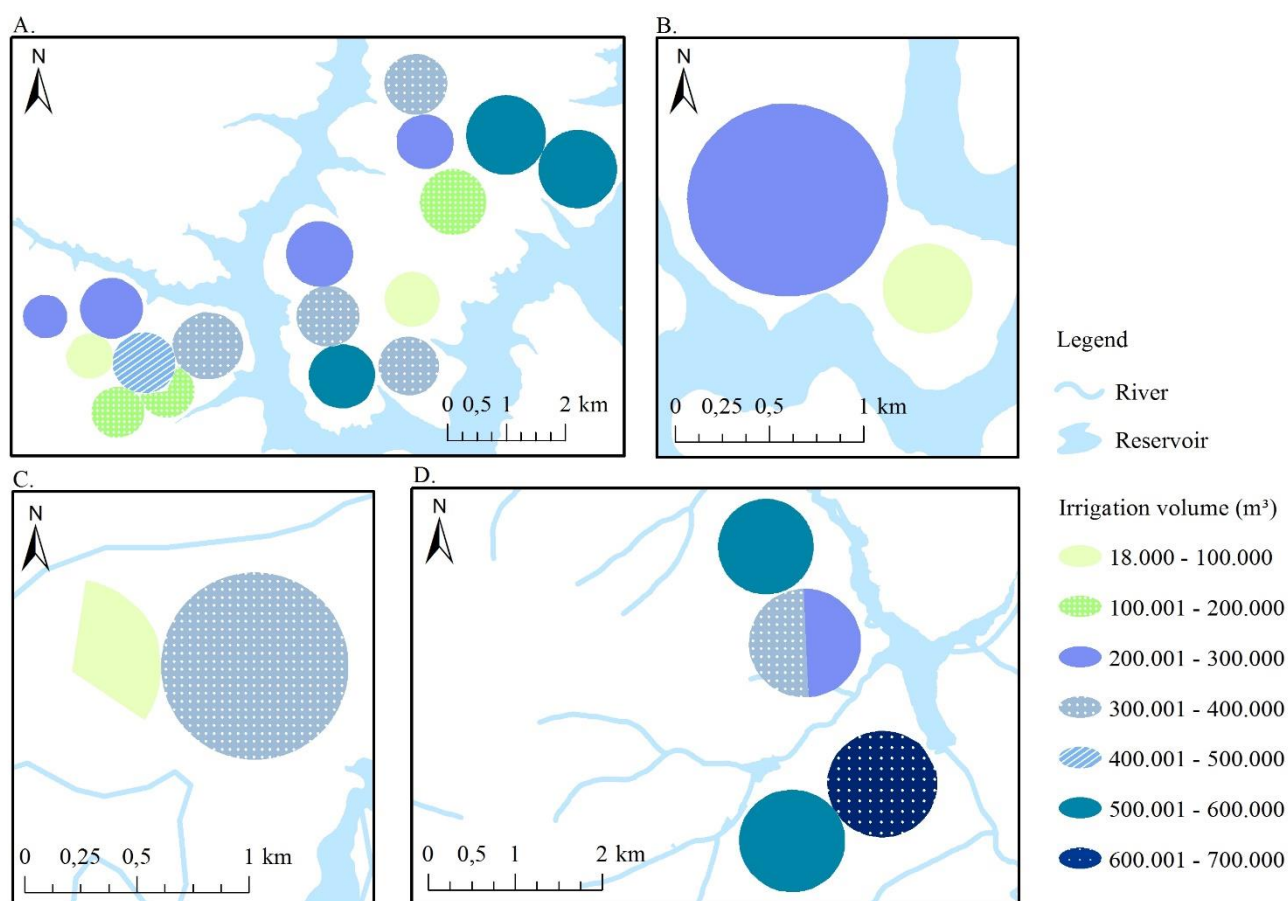 A.
N
0 0,5 1 2 km
B.
N
0 0,25 0,5 1 km
C.
N
0 0,25 0,5 1 km
D.
N
0 0,5 1 2 km
Legend
River
Reservoir
Irrigation volume (m³)
18.000 - 100.000
100.001 - 200.000
200.001 - 300.000
300.001 - 400.000
400.001 - 500.000
500.001 - 600.000
600.001 - 700.000